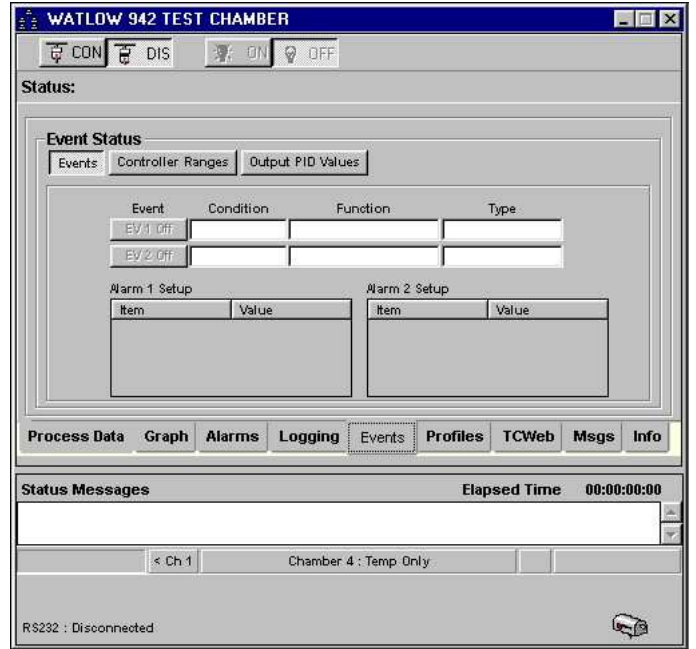 WATLOW 942 TEST CHAMBER
CON DIS ON OFF
Status:
Event Status
Events Controller Ranges Output PID Values
Event Condition Function Type
EV 1 Off
EV 2 Off
Alarm 1 Setup Alarm 2 Setup
Item Value Item Value
Process Data Graph Alarms Logging Events Profiles TCWeb Msgs Info
Status Messages Elapsed Time 00:00:00:00
< Ch 1 Chamber 4 : Temp Only
RS232 : Disconnected